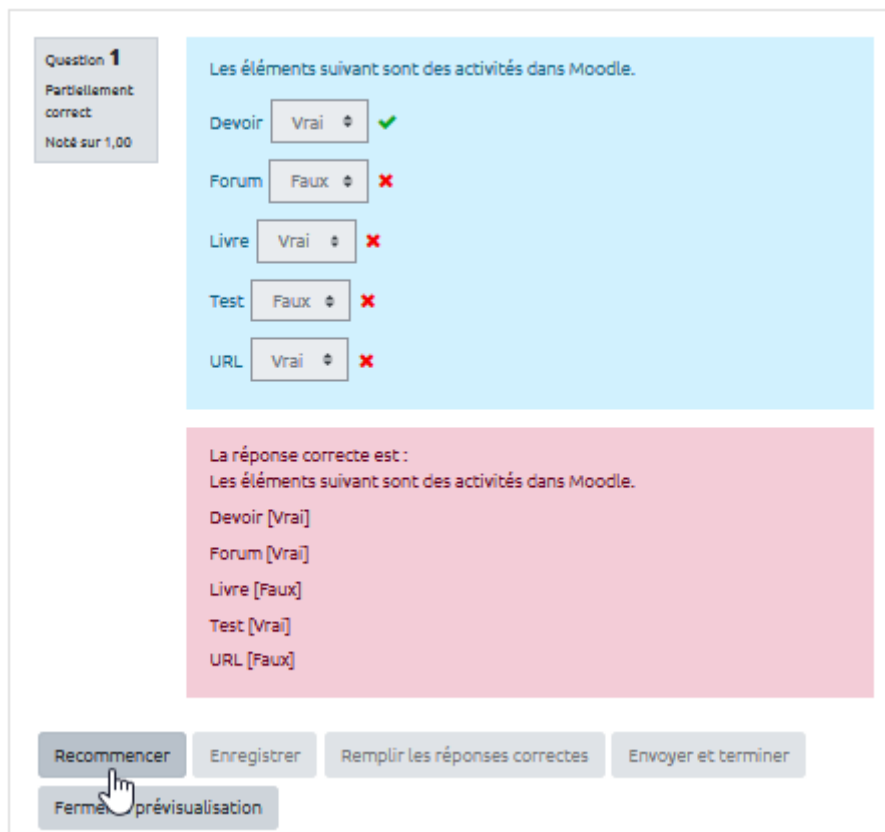 Question 1
Partiellement
correct
Noté sur 1,00
Les éléments suivant sont des activités dans Moodle.
Devoir Vrai
Forum Faux
Livre Vrai
Test Faux
URL Vrai
La réponse correcte est :
Les éléments suivant sont des activités dans Moodle.
Devoir [Vrai]
Forum [Vrai]
Livre [Faux]
Test [Vrai]
URL [Faux]
Recommencer Enregistrer Remplir les réponses correctes Envoyer et terminer
prévisualisation